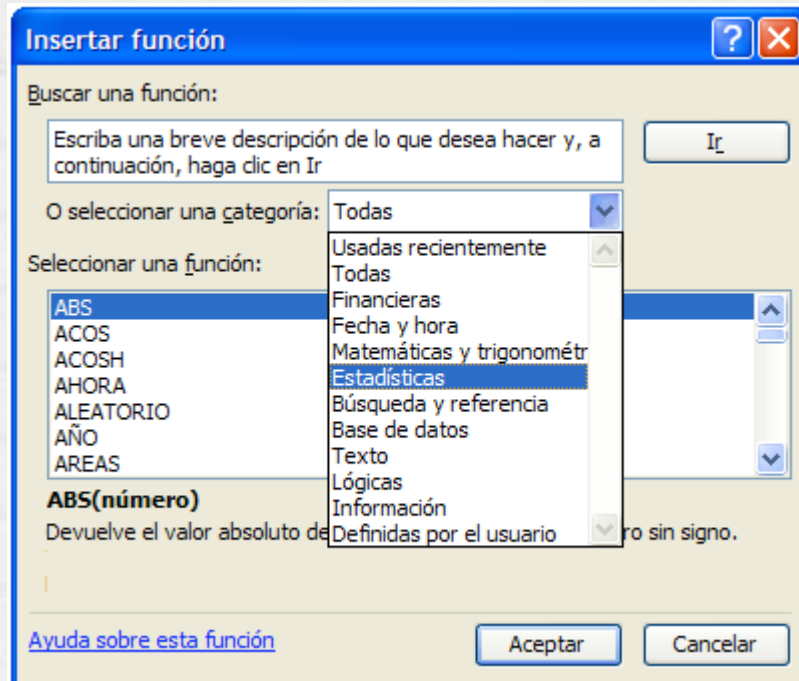 Insertar función
Buscar una función:
Escriba una breve descripción de lo que desea hacer y, a
continuación, haga clic en Ir
Ir
O seleccionar una categoría: Todas
Usadas recientemente
Todas
Financieras
Fecha y hora
Matemáticas y trigonométr
Estadísticas
Búsqueda y referencia
Base de datos
Texto
Lógicas
Información
Definidas por el usuario
Seleccionar una función:
ABS
ACOS
ACOSH
AHORA
ALEATORIO
AÑO
AREAS
ABS(número)
Devuelve el valor absoluto de ro sin signo.
Ayuda sobre esta función
Aceptar
Cancelar